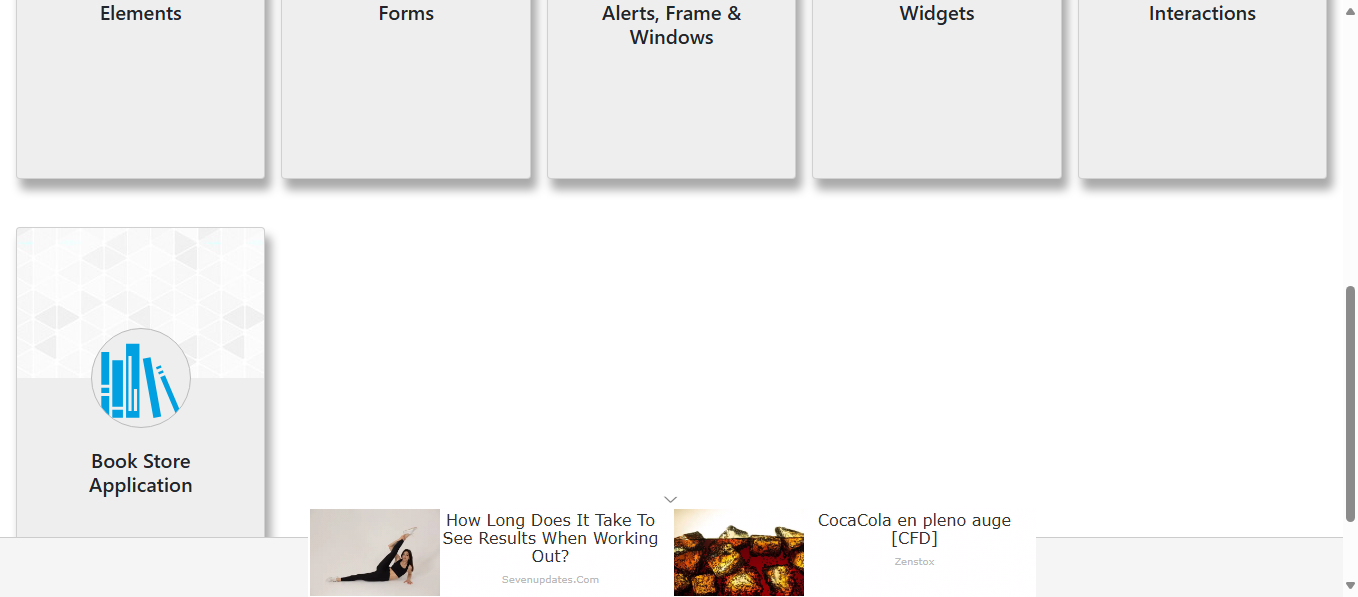 Elements
Forms
Alerts, Frame &
Windows
Widgets
Interactions
Book Store
Application
How Long Does It Take To
See Results When Working
Out?
Sevenupdates.Com
CocaCola en pleno auge
[CFD]
Zenstox